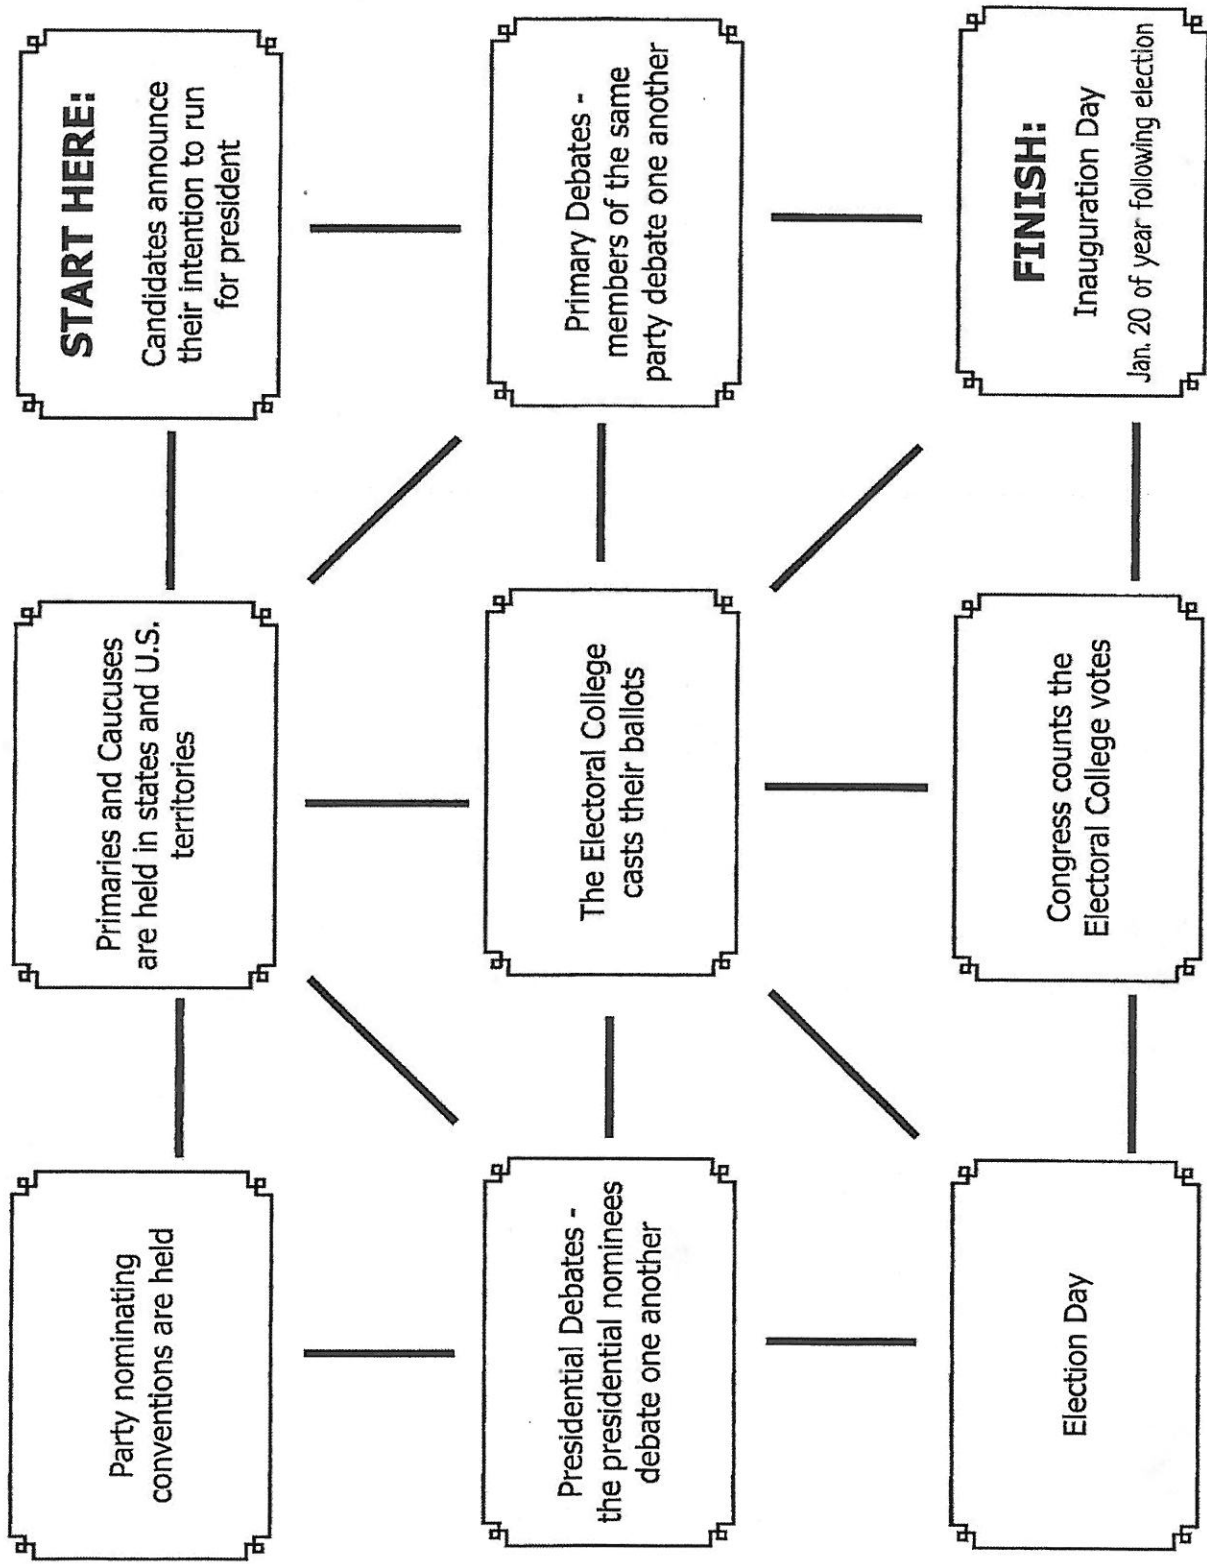 Party nominating
conventions are held
Primaries and Caucuses
are held in states and U.S.
territories
START HERE:
Candidates announce
their intention to run
for president
Presidential Debates -
the presidential nominees
debate one another
The Electoral College
casts their ballots
Primary Debates -
members of the same
party debate one another
Election Day
Congress counts the
Electoral College votes
FINISH:
Inauguration Day
Jan. 20 of year following election